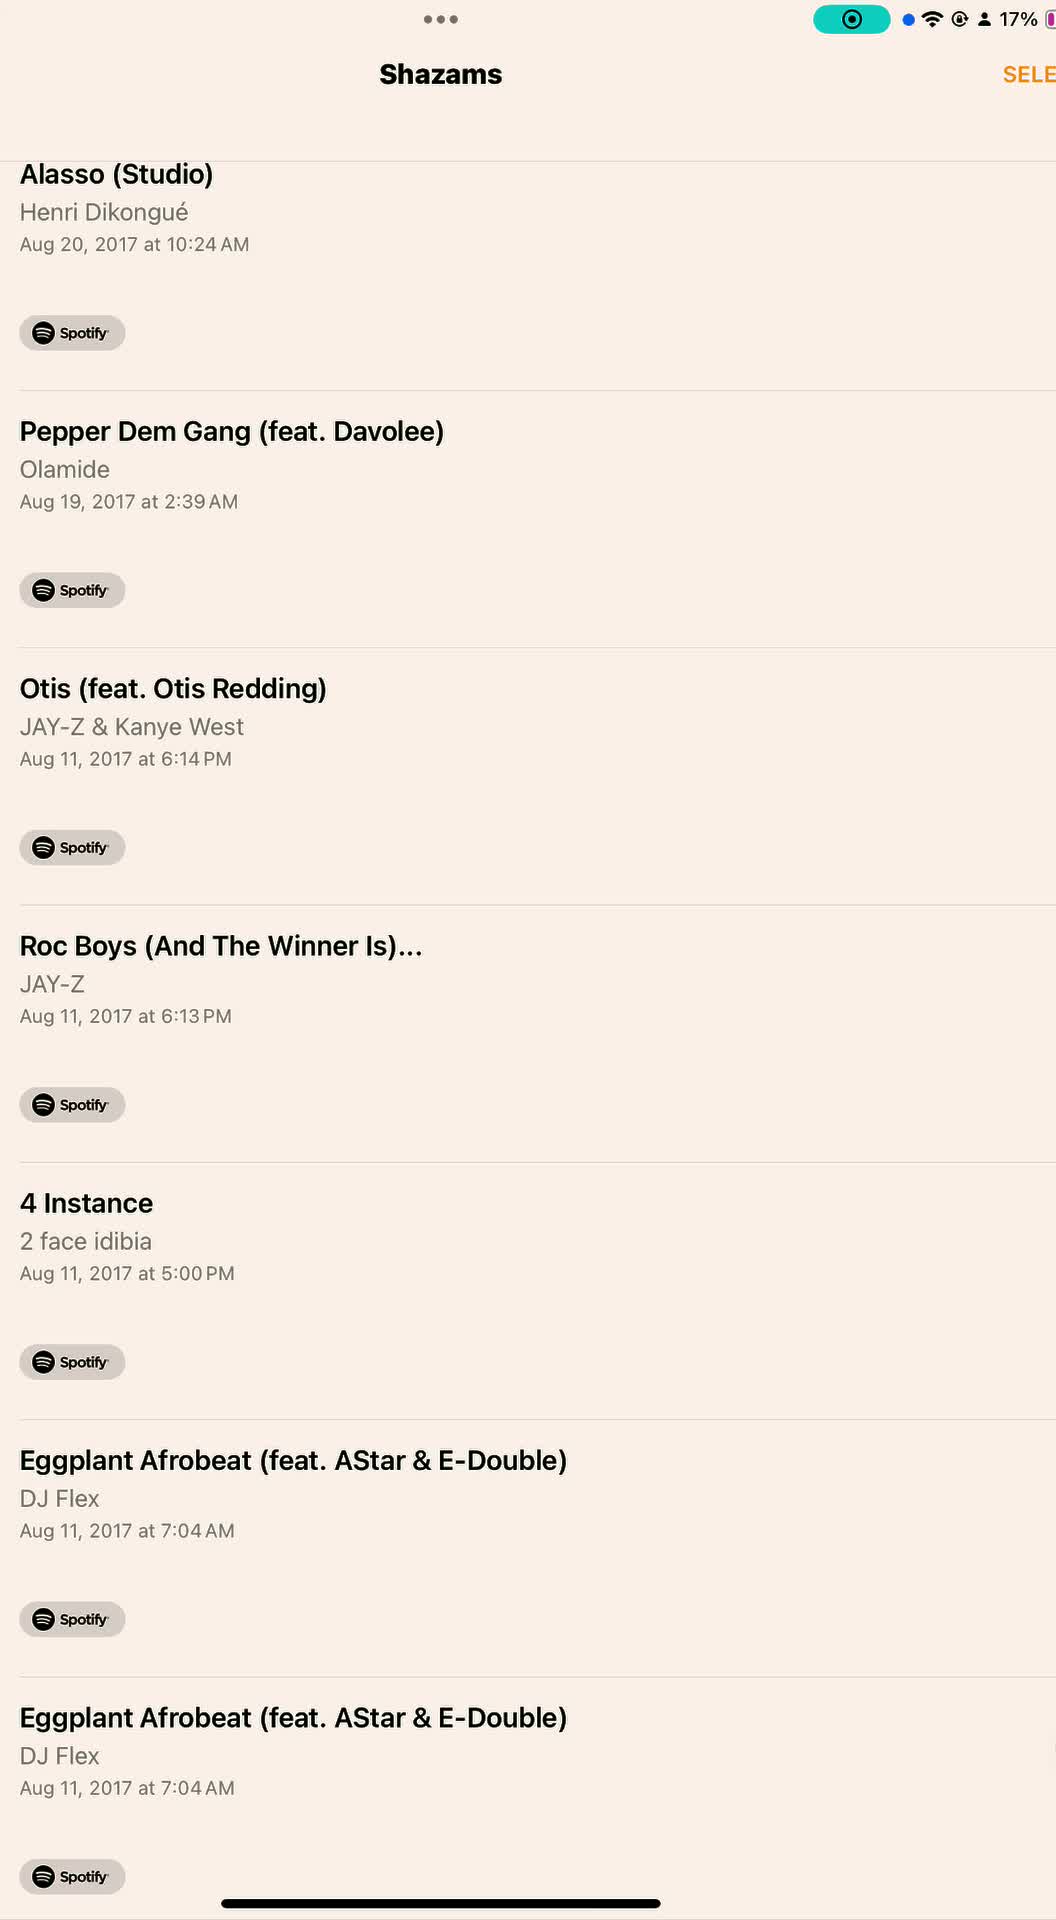 17%
Shazams
SELE
Alasso (Studio)
Henri Dikongué
Aug 20, 2017 at 10:24 AM
Spotify
Pepper Dem Gang (feat. Davolee)
Olamide
Aug 19, 2017 at 2:39 AM
Spotify
Otis (feat. Otis Redding)
JAY-Z & Kanye West
Aug 11, 2017 at 6:14 PM
Spotify
Roc Boys (And The Winner Is)...
JAY-Z
Aug 11, 2017 at 6:13 PM
Spotify
4 Instance
2 face idibia
Aug 11, 2017 at 5:00 PM
Spotify
Eggplant Afrobeat (feat. AStar & E-Double)
DJ Flex
Aug 11, 2017 at 7:04 AM
Spotify
Eggplant Afrobeat (feat. AStar & E-Double)
DJ Flex
Aug 11, 2017 at 7:04 AM
Spotify